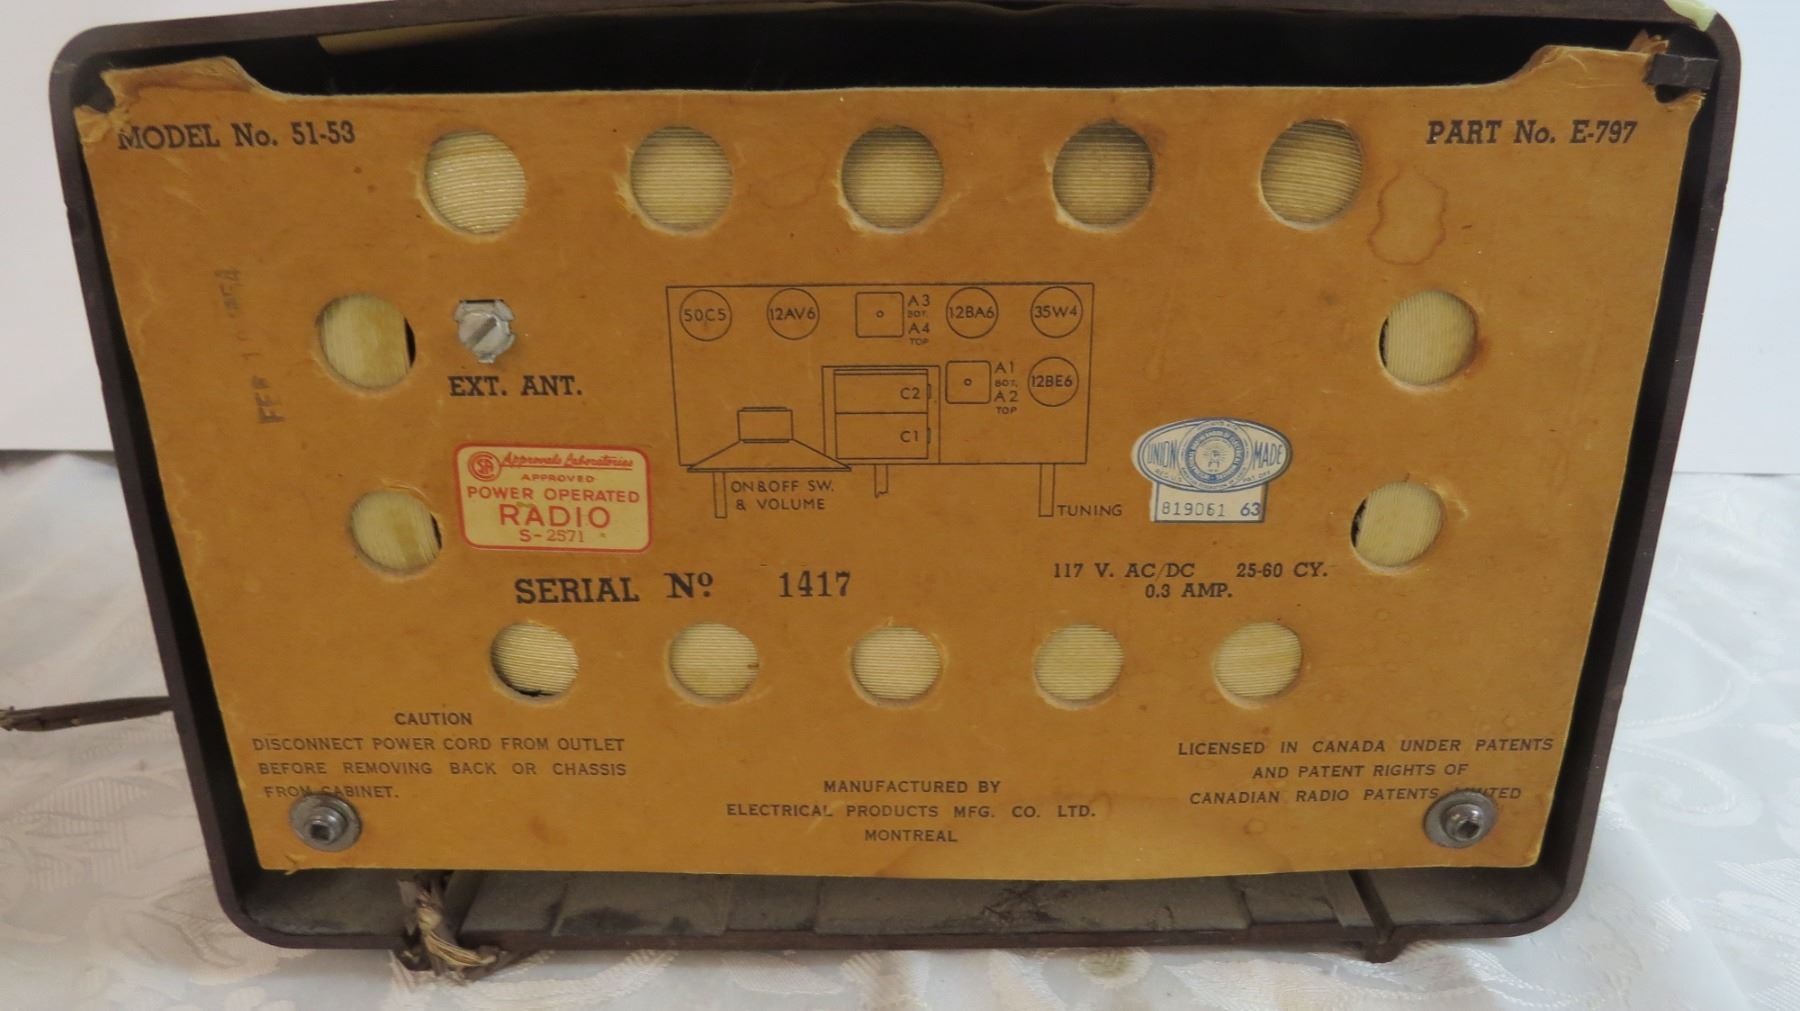 MODEL No. 51-53
PART No. E-797
EXT. ANT.
50C5
12AV6
A3
BOT.
A4
TOP
12BA6
35W4
A1
BOT.
A2
TOP
12BE6
C2
C1
ON & OFF SW.
& VOLUME
TUNING
Approvals Laboratories
APPROVED
POWER OPERATED
RADIO
S-2571
UNION MADE
819061 63
SERIAL No 1417
117 V. AC/DC 25-60 CY.
0.3 AMP.
CAUTION
DISCONNECT POWER CORD FROM OUTLET
BEFORE REMOVING BACK OR CHASSIS
FROM CABINET.
MANUFACTURED BY
ELECTRICAL PRODUCTS MFG. CO. LTD.
MONTREAL
LICENSED IN CANADA UNDER PATENTS
AND PATENT RIGHTS OF
CANADIAN RADIO PATENTS LIMITED